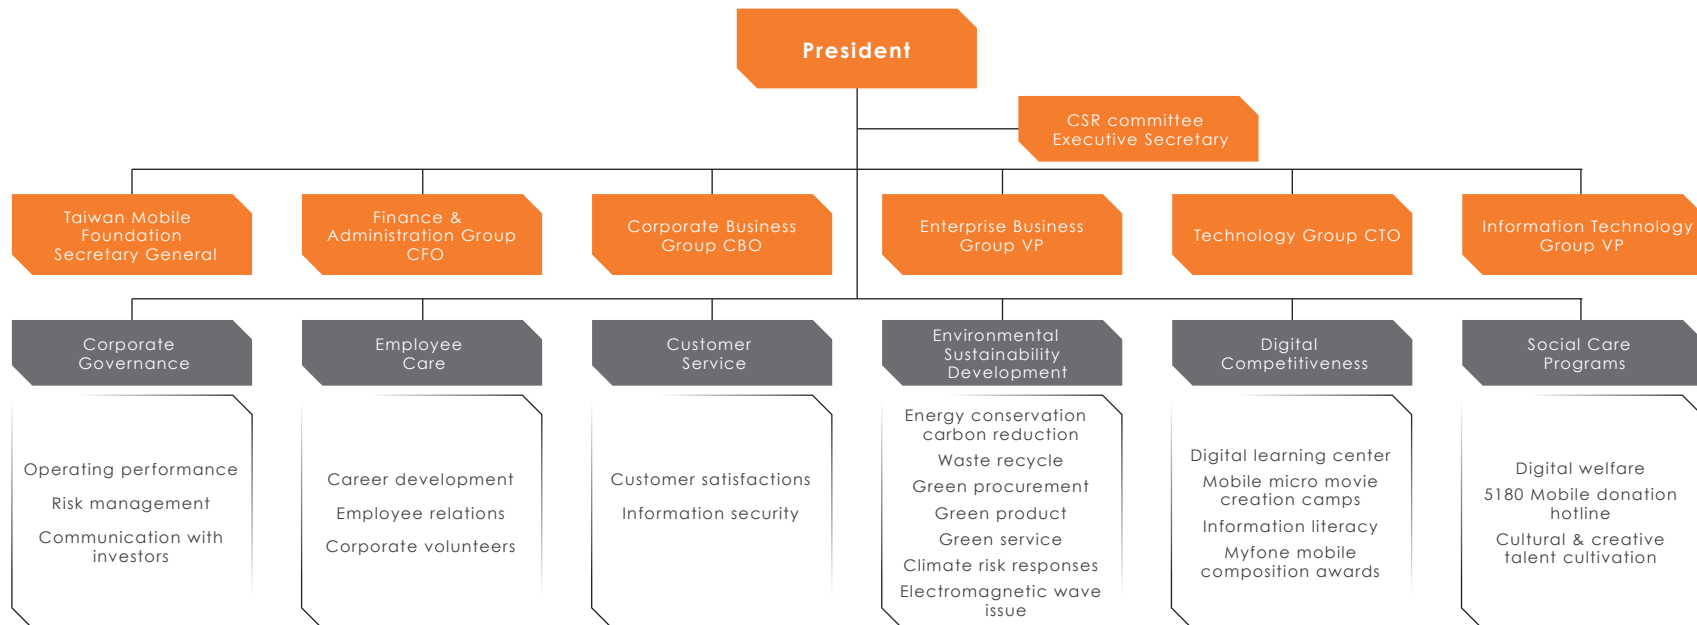 President
CSR committee
Executive Secretary
Taiwan Mobile
Foundation
Secretary General
Finance &
Administration Group
CFO
Corporate Business
Group CBO
Enterprise Business
Group VP
Technology Group CTO
Information Technology
Group VP
Corporate
Governance
Employee
Care
Customer
Service
Environmental
Sustainability
Development
Digital
Competitiveness
Social Care
Programs
Operating performance
Risk management
Communication with
investors
Career development
Employee relations
Corporate volunteers
Customer satisfactions
Information security
Energy conservation
carbon reduction
Waste recycle
Green procurement
Green product
Green service
Climate risk responses
Electromagnetic wave
issue
Digital learning center
Mobile micro movie
creation camps
Information literacy
Myfone mobile
composition awards
Digital welfare
5180 Mobile donation
hotline
Cultural & creative
talent cultivation